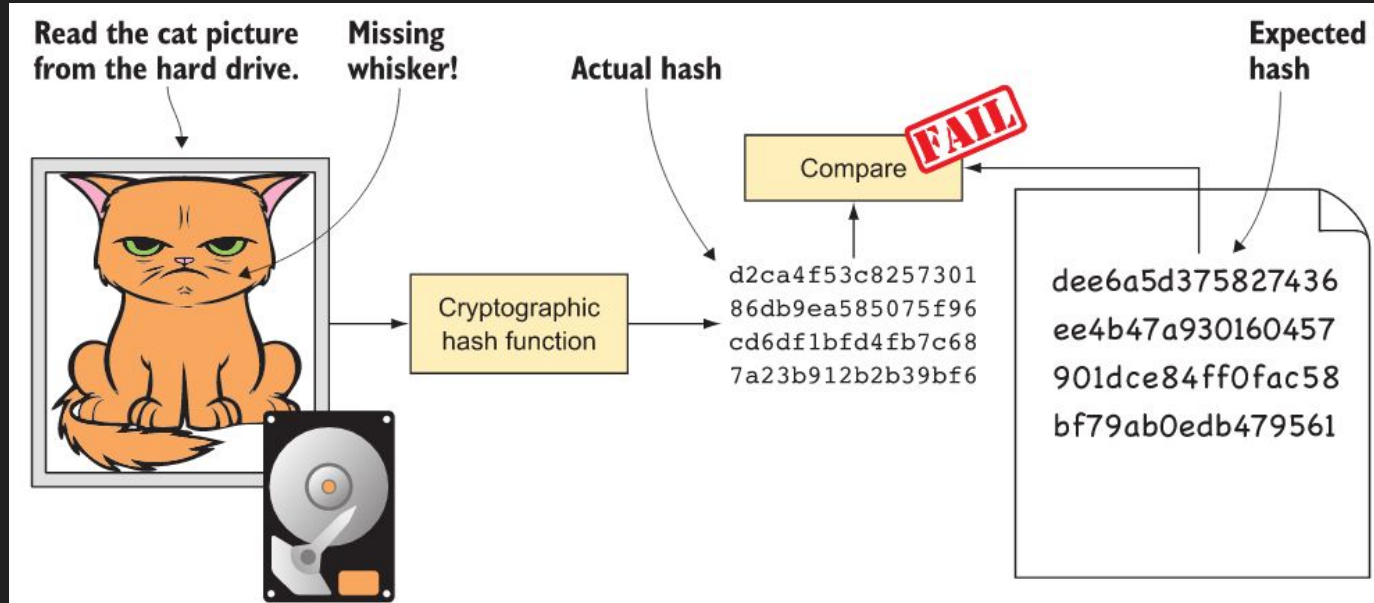 Read the cat picture
from the hard drive.
Missing
whisker!
Actual hash
Expected
hash
FAIL
Compare
Cryptographic
hash function
d2ca4f53c8257301
86db9ea585075f96
cd6df1bfd4fb7c68
7a23b912b2b39bf6
dee6a5d375827436
ee4b47a930160457
901dce84ff0fac58
bf79ab0edb479561